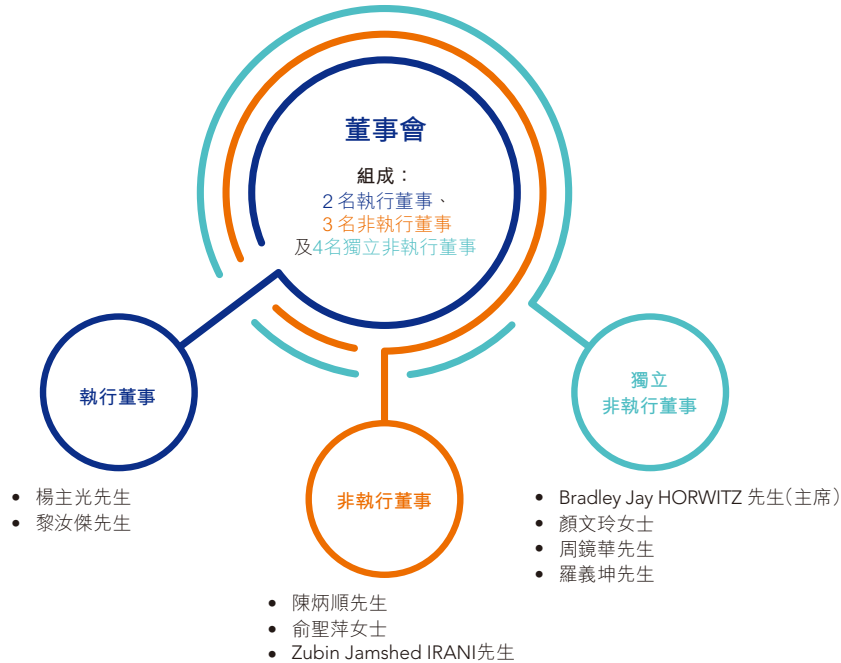 董事會
組成：
2 名執行董事、
3 名非執行董事
及4名獨立非執行董事
執行董事
• 楊主光先生
• 黎汝傑先生
非執行董事
• 陳炳順先生
• 俞聖萍女士
• Zubin Jamshed IRANI先生
獨立
非執行董事
• Bradley Jay HORWITZ 先生（主席）
• 顏文玲女士
• 周鏡華先生
• 羅義坤先生